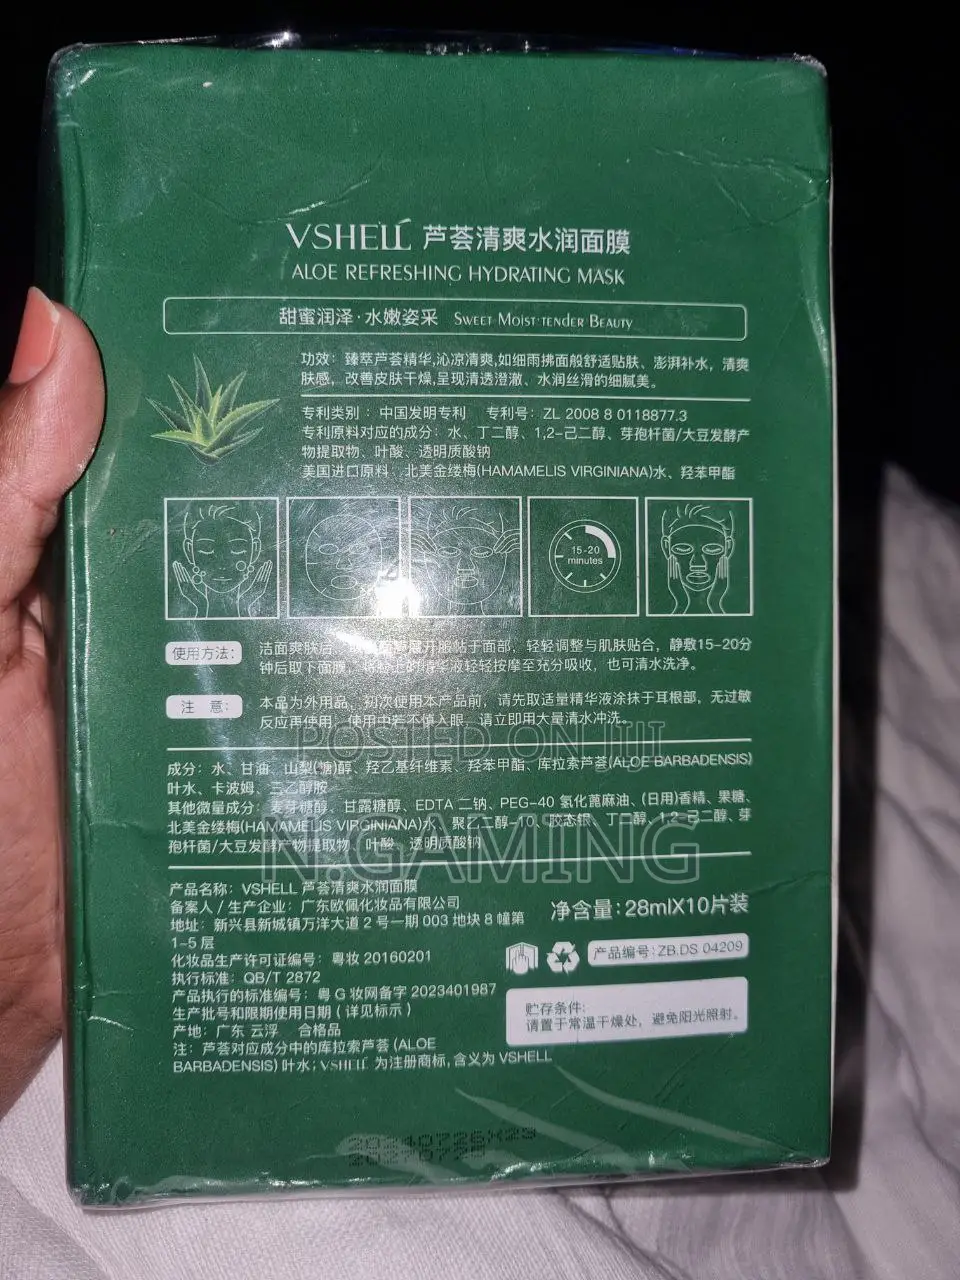 VSHELL 芦荟清爽水润面膜
ALOE REFRESHING HYDRATING MASK
甜蜜润泽·水嫩姿采 SWEET MOIST·TENDER BEAUTY
功效：臻萃芦荟精华,沁凉清爽,如细雨拂面般舒适贴肤、澎湃补水，清爽
肤感，改善皮肤干燥,呈现清透澄澈、水润丝滑的细腻美。
专利类别：中国发明专利 专利号：ZL 2008 8 0118877.3
专利原料对应的成分：水、丁二醇、1,2-己二醇、芽孢杆菌/大豆发酵产
物提取物、叶酸、透明质酸钠
美国进口原料：北美金缕梅(HAMAMELIS VIRGINIANA)水、羟苯甲酯
15-20
minutes
使用方法：
洁面爽肤后，展开服帖于面部，轻轻调整与肌肤贴合，静敷15-20分
钟后取下面膜，精华液轻轻按摩至充分吸收，也可清水洗净。
注 意：
本品为外用品，初次使用本产品前，请先取适量精华液涂抹于耳根部，无过敏
反应再使用；使用中若不慎入眼，请立即用大量清水冲洗。
POSTED ON JIJI
成分：水、甘油、山梨(糖)醇、羟乙基纤维素、羟苯甲酯、库拉索芦荟(ALOE BARBADENSIS)
叶水、卡波姆、三乙醇胺
其他微量成分：麦芽糖醇、甘露糖醇、EDTA 二钠、PEG-40 氢化蓖麻油、(日用)香精、果糖、
北美金缕梅(HAMAMELIS VIRGINIANA)水、聚乙二醇-10、胶态银、丁二醇、1,2-己二醇、芽
孢杆菌/大豆发酵产物提取物、叶酸、透明质酸钠
N.GAMING
产品名称：VSHELL 芦荟清爽水润面膜
备案人/生产企业：广东欧佩化妆品有限公司
地址：新兴县新城镇万洋大道 2 号一期 003 地块 8 幢第
1-5 层
化妆品生产许可证编号：粤妆 20160201
执行标准：QB/T 2872
产品执行的标准编号：粤 G 妆网备字 2023401987
生产批号和限期使用日期（详见标示）
产地：广东 云浮 合格品
注：芦荟对应成分中的库拉索芦荟 (ALOE
BARBADENSIS) 叶水；VSHELL 为注册商标,含义为 VSHELL
净含量：28mlX10片装
产品编号：ZB.DS 04209
贮存条件：
请置于常温干燥处，避免阳光照射。
20270725